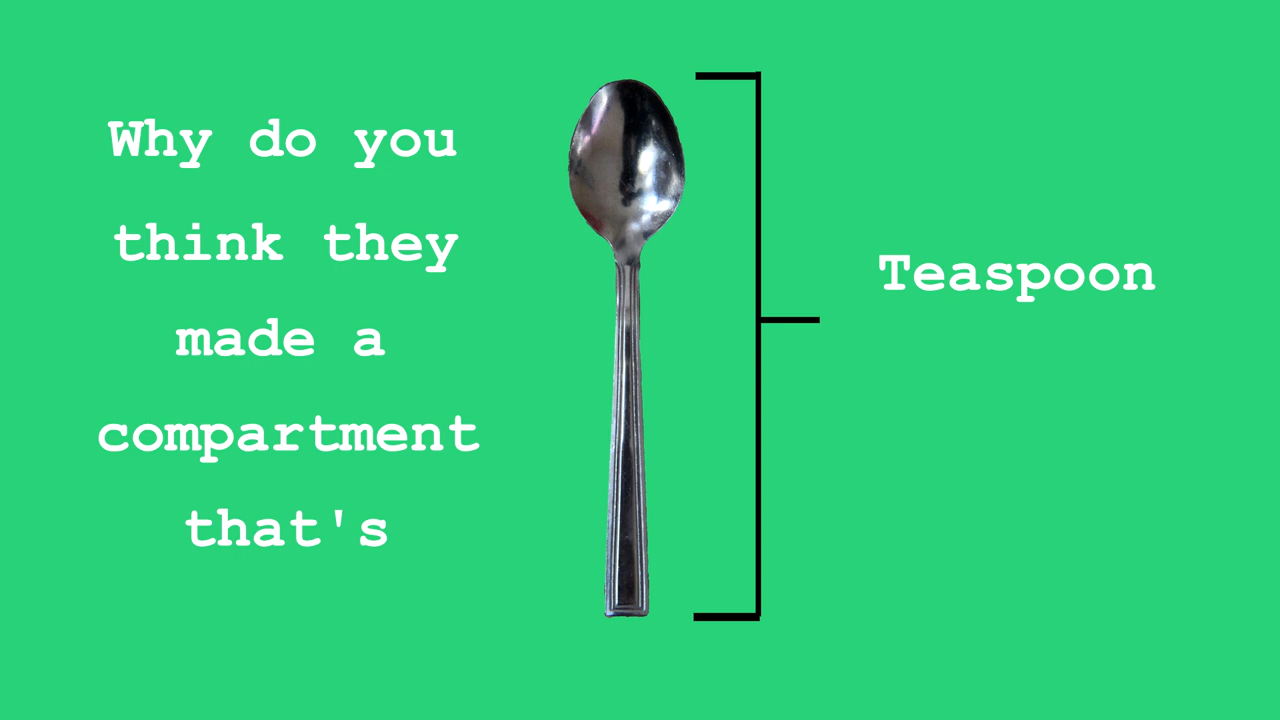 Why do you
think they
made a
compartment
that's
Teaspoon